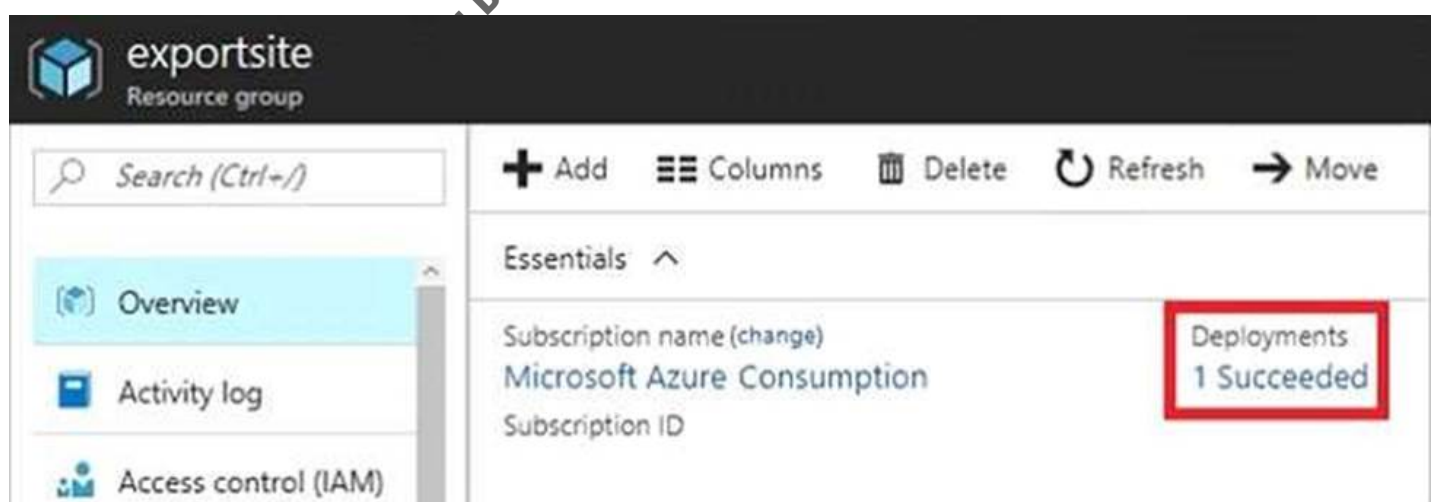 exportsite
Resource group
Search (Ctrl+/)
Add Columns Delete Refresh Move
Essentials
Overview
Activity log
Access control (IAM)
Subscription name (change)
Microsoft Azure Consumption
Subscription ID
Deployments
1 Succeeded